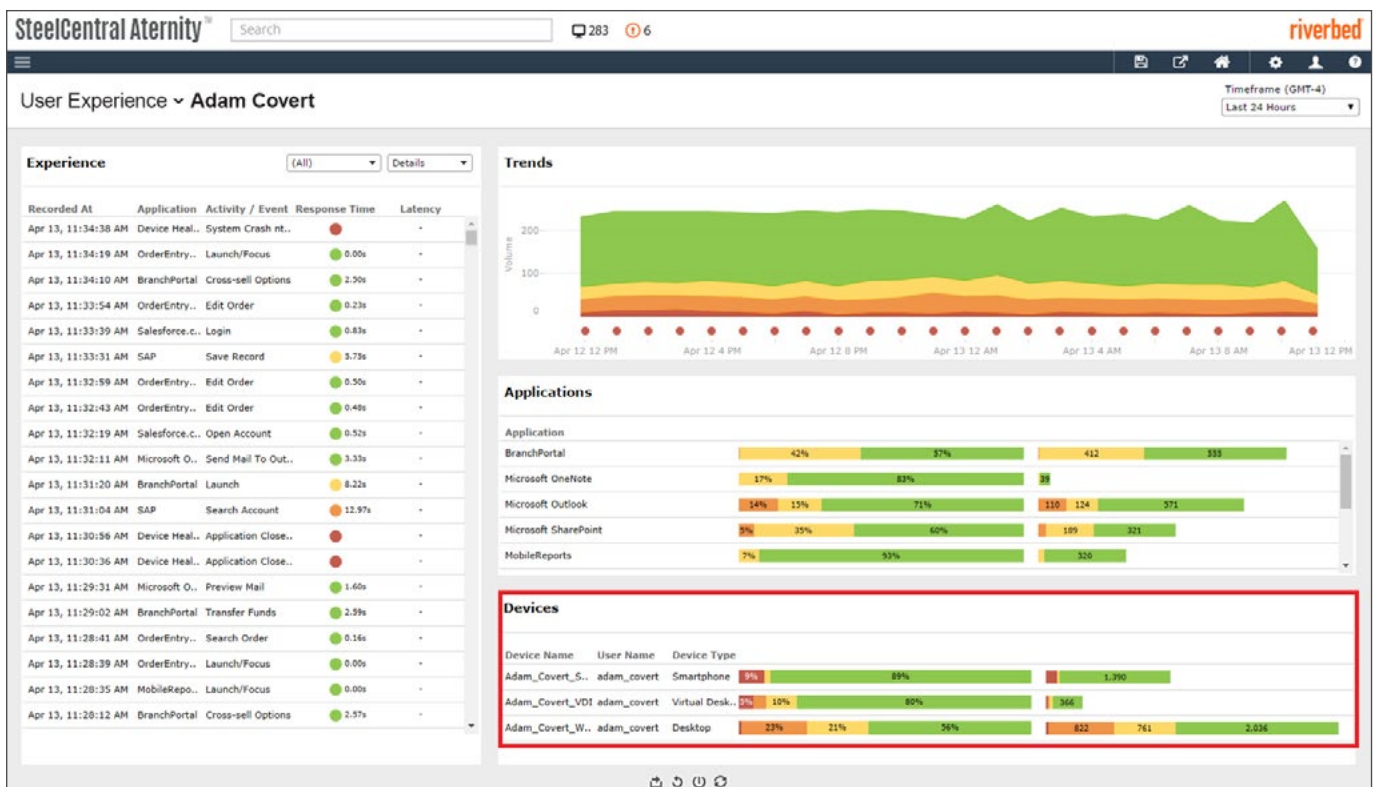 SteelCentral Aternity™ Search 283 6 riverbed
User Experience Adam Covert
Timeframe (GMT-4)
Last 24 Hours
Experience (All) Details
Recorded At Application Activity / Event Response Time Latency
Apr 13, 11:34:38 AM Device Heal.. System Crash nt.. -
Apr 13, 11:34:19 AM OrderEntry.. Launch/Focus 0.00s -
Apr 13, 11:34:10 AM BranchPortal Cross-sell Options 2.50s -
Apr 13, 11:33:54 AM OrderEntry.. Edit Order 0.23s -
Apr 13, 11:33:39 AM Salesforce.c.. Login 0.83s -
Apr 13, 11:33:31 AM SAP Save Record 5.75s -
Apr 13, 11:32:59 AM OrderEntry.. Edit Order 0.50s -
Apr 13, 11:32:43 AM OrderEntry.. Edit Order 0.48s -
Apr 13, 11:32:19 AM Salesforce.c.. Open Account 0.52s -
Apr 13, 11:32:11 AM Microsoft O.. Send Mail To Out.. 3.33s -
Apr 13, 11:31:20 AM BranchPortal Launch 8.22s -
Apr 13, 11:31:04 AM SAP Search Account 12.97s -
Apr 13, 11:30:56 AM Device Heal.. Application Close.. -
Apr 13, 11:30:36 AM Device Heal.. Application Close.. -
Apr 13, 11:29:31 AM Microsoft O.. Preview Mail 1.60s -
Apr 13, 11:29:02 AM BranchPortal Transfer Funds 2.59s -
Apr 13, 11:28:41 AM OrderEntry.. Search Order 0.16s -
Apr 13, 11:28:39 AM OrderEntry.. Launch/Focus 0.00s -
Apr 13, 11:28:35 AM MobileRepo.. Launch/Focus 0.00s -
Apr 13, 11:28:12 AM BranchPortal Cross-sell Options 2.57s -
Trends
Volume
200
100
0
Apr 12 12 PM Apr 12 4 PM Apr 12 8 PM Apr 13 12 AM Apr 13 4 AM Apr 13 8 AM Apr 13 12 PM
Applications
Application
BranchPortal 42% 57% 412 555
Microsoft OneNote 17% 83% 39
Microsoft Outlook 14% 15% 71% 110 124 571
Microsoft SharePoint 5% 35% 60% 189 321
MobileReports 7% 93% 320
Devices
Device Name User Name Device Type
Adam_Covert_S.. adam_covert Smartphone 9% 89% 1,390
Adam_Covert_VDI adam_covert Virtual Desk.. 5% 10% 80% 366
Adam_Covert_W.. adam_covert Desktop 23% 21% 56% 822 761 2,036